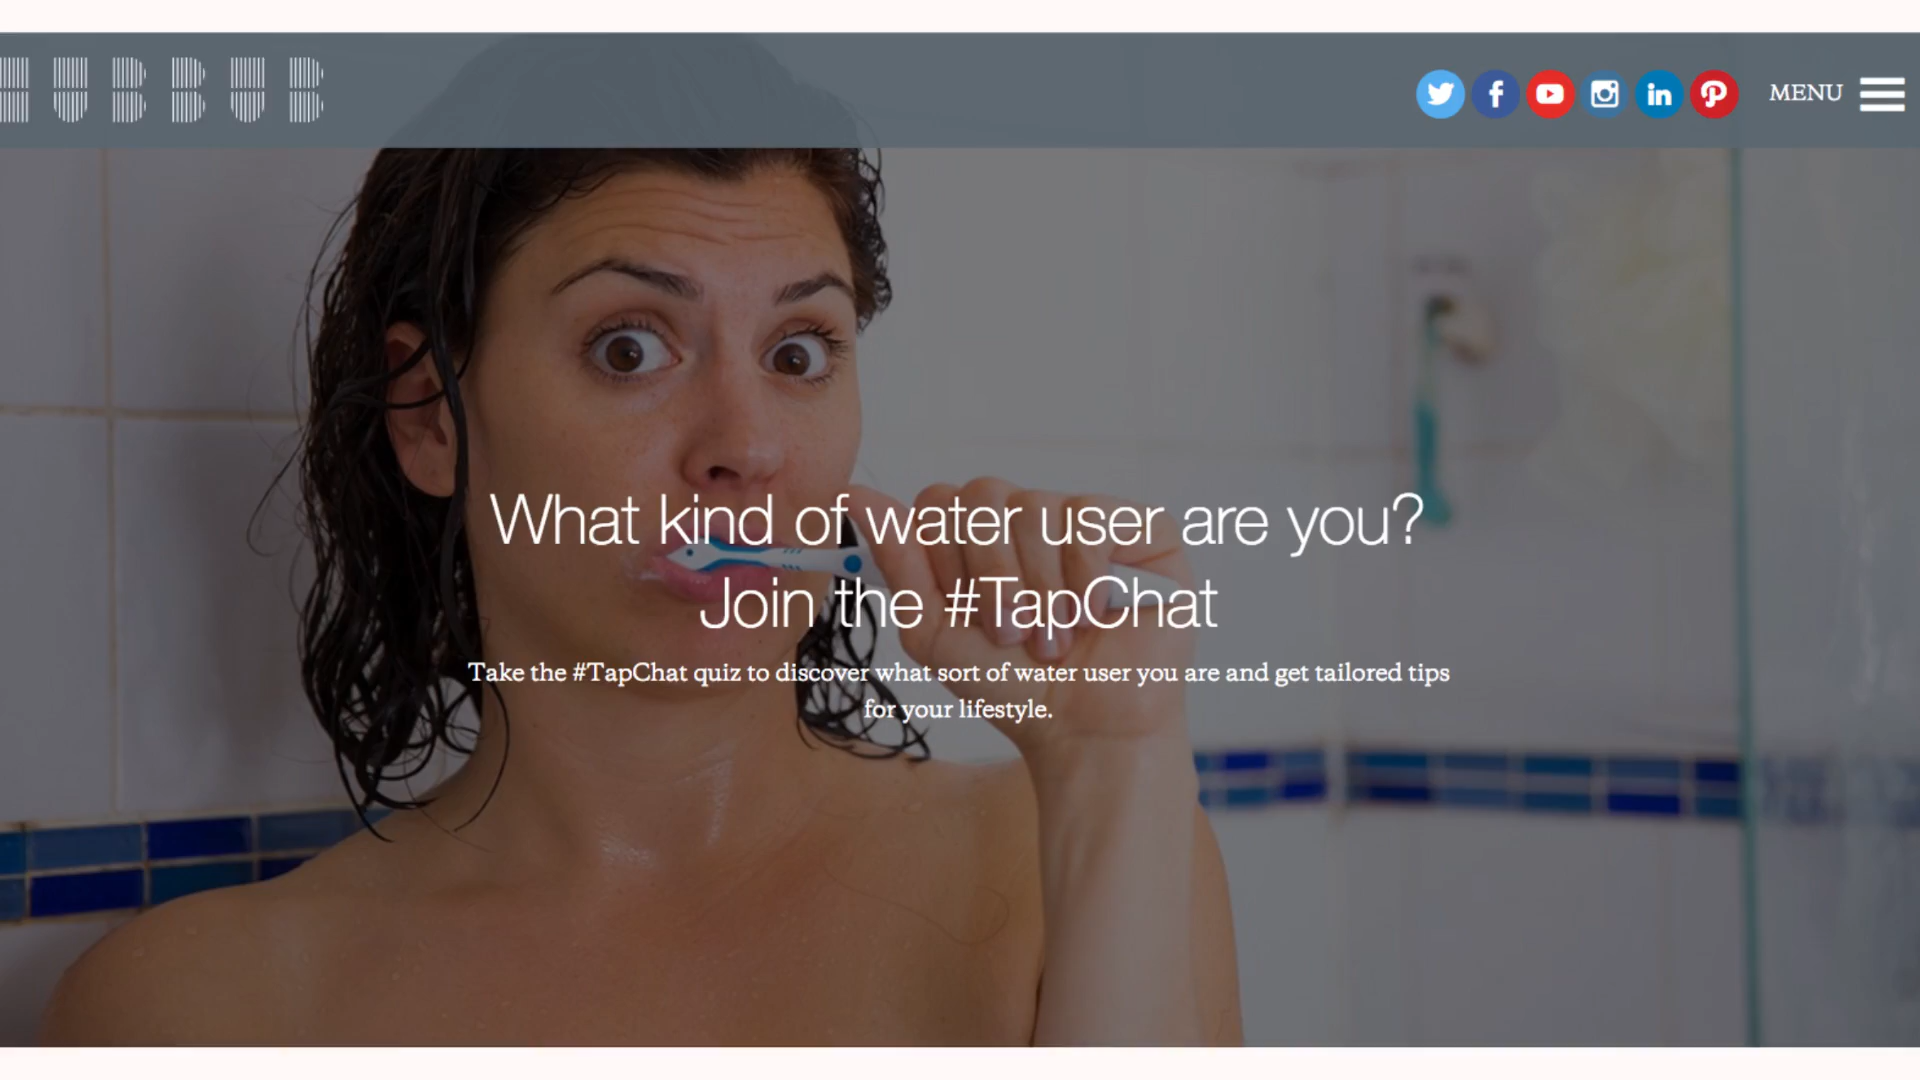 HUBBUB
MENU
What kind of water user are you?
Join the #TapChat
Take the #TapChat quiz to discover what sort of water user you are and get tailored tips
for your lifestyle.